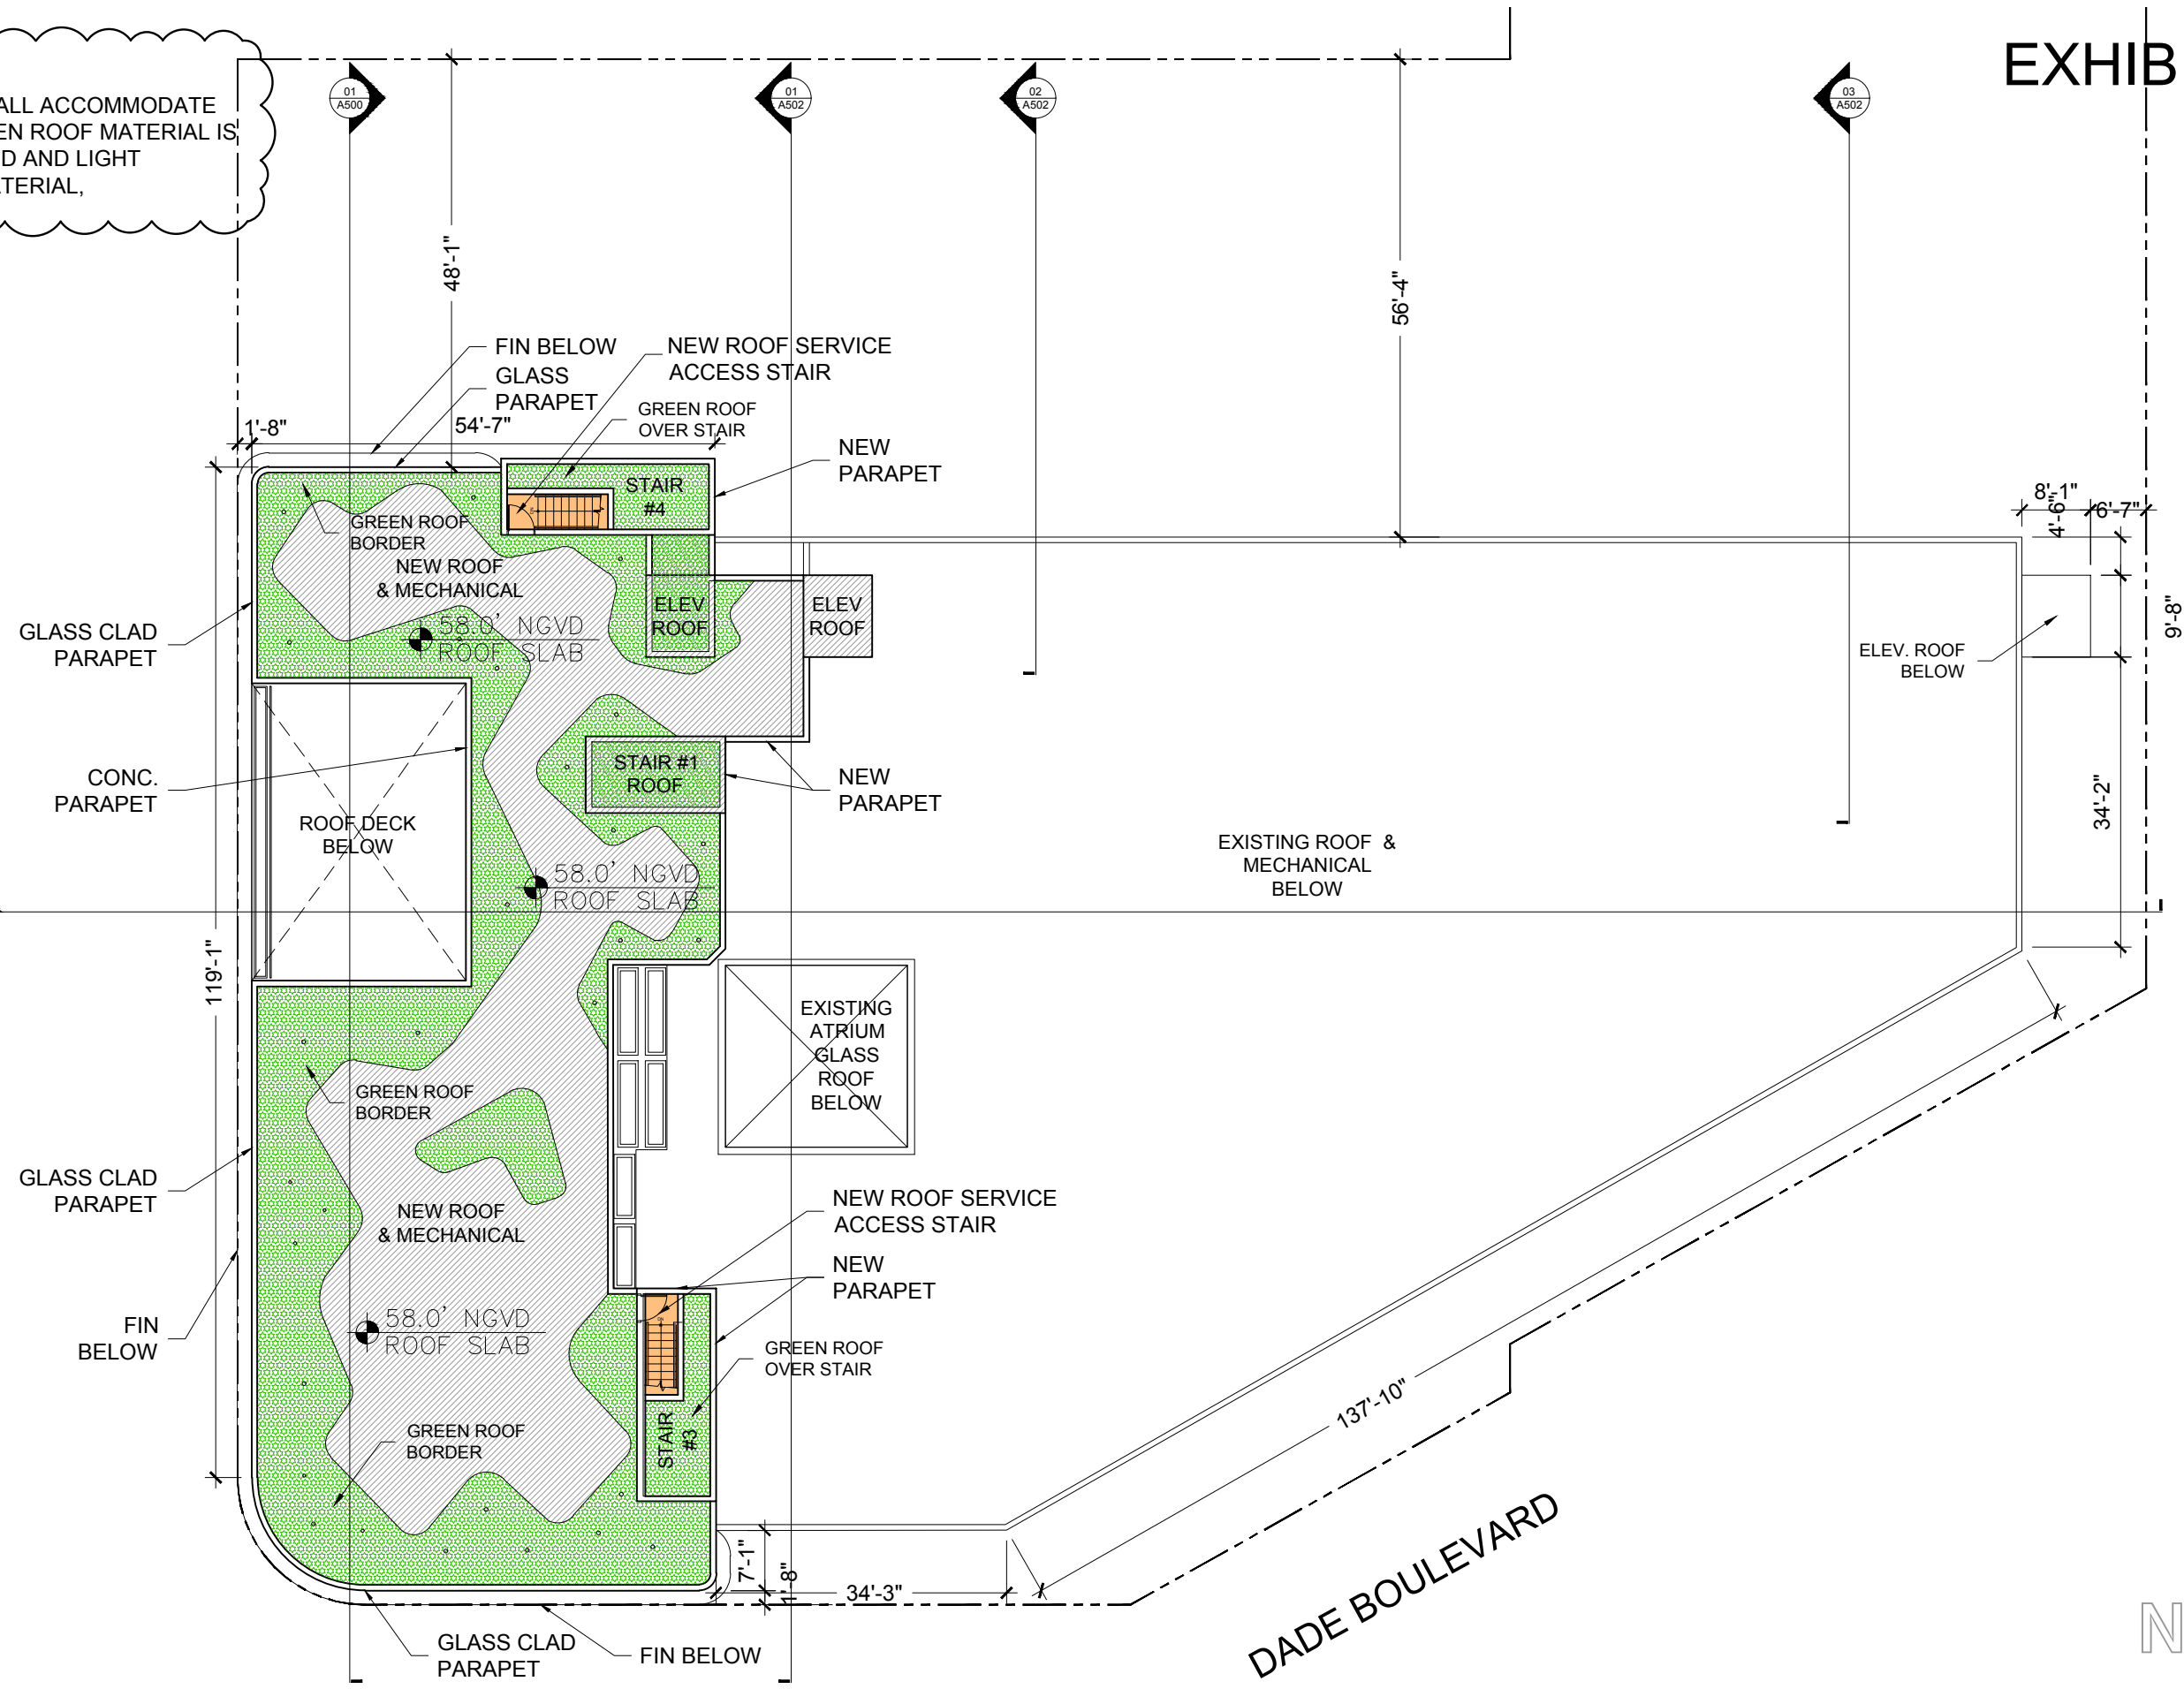 EXHIB
ALL ACCOMMODATE
EN ROOF MATERIAL IS
D AND LIGHT
ATERIAL,
01
A500
01
A502
02
A502
03
A502
48'-1"
56'-4"
FIN BELOW
GLASS
PARAPET
NEW ROOF SERVICE
ACCESS STAIR
GREEN ROOF
OVER STAIR
1'-8"
54'-7"
NEW
PARAPET
STAIR
#4
8'-1"
4'-6"
6'-7"
GREEN ROOF
BORDER
NEW ROOF
& MECHANICAL
ELEV
ROOF
ELEV
ROOF
9'-8"
GLASS CLAD
PARAPET
58.0' NGVD
ROOF SLAB
ELEV. ROOF
BELOW
CONC.
PARAPET
STAIR #1
ROOF
NEW
PARAPET
34'-2"
ROOF DECK
BELOW
EXISTING ROOF &
MECHANICAL
BELOW
58.0' NGVD
ROOF SLAB
119'-1"
EXISTING
ATRIUM
GLASS
ROOF
BELOW
GREEN ROOF
BORDER
GLASS CLAD
PARAPET
NEW ROOF
& MECHANICAL
NEW ROOF SERVICE
ACCESS STAIR
NEW
PARAPET
FIN
BELOW
58.0' NGVD
ROOF SLAB
GREEN ROOF
OVER STAIR
137'-10"
GREEN ROOF
BORDER
STAIR
#3
7'-1"
1'-8"
34'-3"
DADE BOULEVARD
GLASS CLAD
PARAPET
FIN BELOW
N